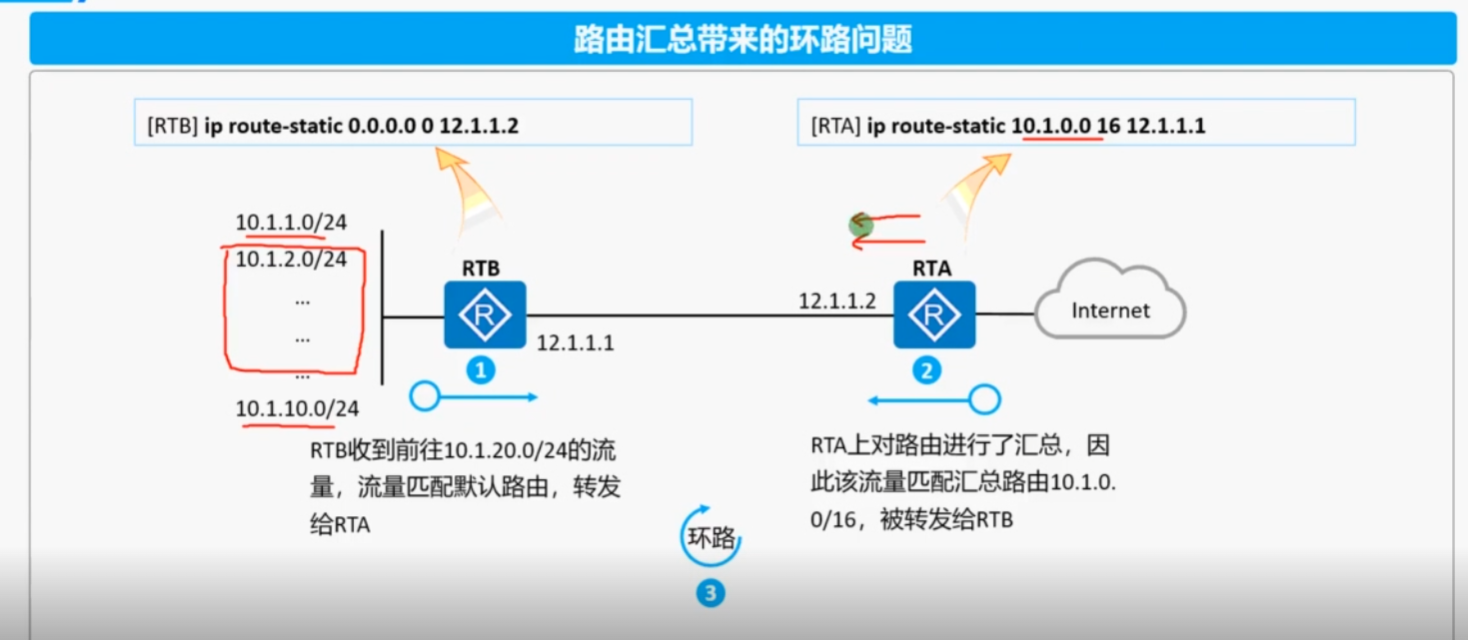 路由汇总带来的环路问题
[RTB] ip route-static 0.0.0.0 0 12.1.1.2
[RTA] ip route-static 10.1.0.0 16 12.1.1.1
10.1.1.0/24
10.1.2.0/24
...
...
...
10.1.10.0/24
RTB
R
12.1.1.1
1
RTA
12.1.1.2
R
2
Internet
RTB收到前往10.1.20.0/24的流
量，流量匹配默认路由，转发
给RTA
RTA上对路由进行了汇总，因
此该流量匹配汇总路由10.1.0.
0/16，被转发给RTB
环路
3